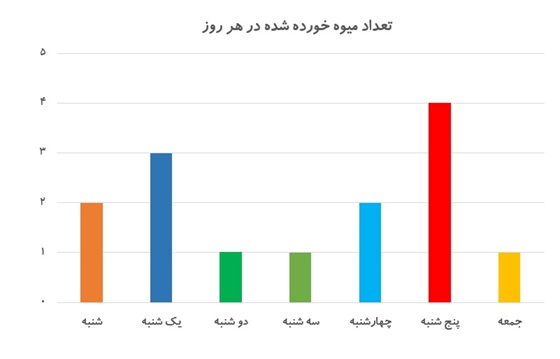 تعداد میوه خورده شده در هر روز
۵
۴
۳
۲
۱
۰
شنبه
یک شنبه
دو شنبه
سه شنبه
چهارشنبه
پنج شنبه
جمعه